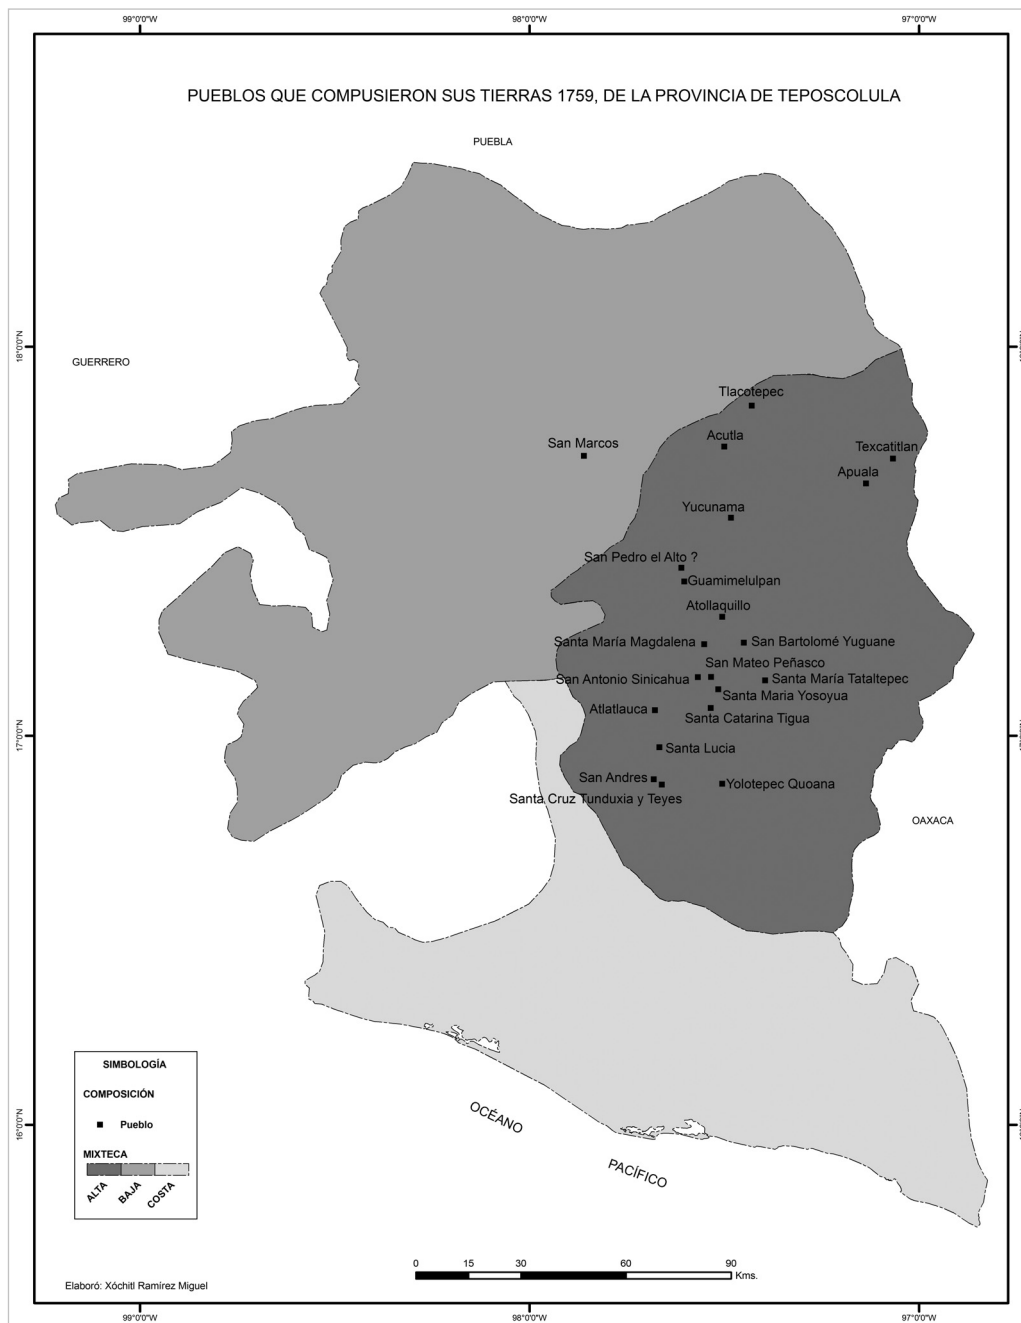 99°0'0"W
98°0'0"W
97°0'0"W
PUEBLOS QUE COMPUSIERON SUS TIERRAS 1759, DE LA PROVINCIA DE TEPOSCOLULA
PUEBLA
18°0'0"N
GUERRERO
Tlacotepec
Acutla
San Marcos
Texcatitlan
Apuala
Yucunama
San Pedro el Alto ?
Guamimelulpan
Atollaquillo
Santa María Magdalena
San Bartolomé Yuguane
San Mateo Peñasco
San Antonio Sinicahua
Santa María Tataltepec
Santa Maria Yosoyua
Atlatlauca
Santa Catarina Tigua
17°0'0"N
Santa Lucia
San Andres
Yolotepec Quoana
Santa Cruz Tunduxia y Teyes
OAXACA
SIMBOLOGÍA
COMPOSICIÓN
Pueblo
MIXTECA
ALTA
BAJA
COSTA
16°0'0"N
OCÉANO
PACÍFICO
0 15 30 60 90
Kms.
Elaboró: Xóchitl Ramírez Miguel
99°0'0"W
98°0'0"W
97°0'0"W